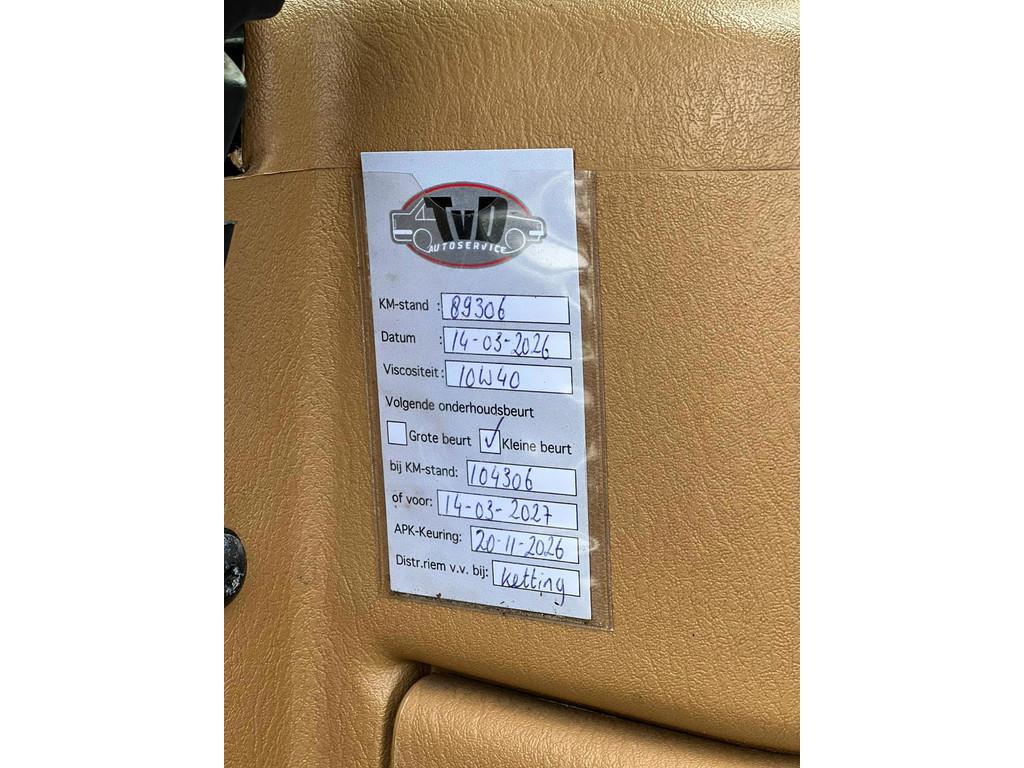 TvD
AUTOSERVICE
KM-stand : 89306
Datum : 14-03-2026
Viscositeit: 10W40
Volgende onderhoudsbeurt
Grote beurt Kleine beurt
bij KM-stand: 104306
of voor: 14-03-2027
APK-Keuring: 20-11-2026
Distr.riem v.v. bij: ketting